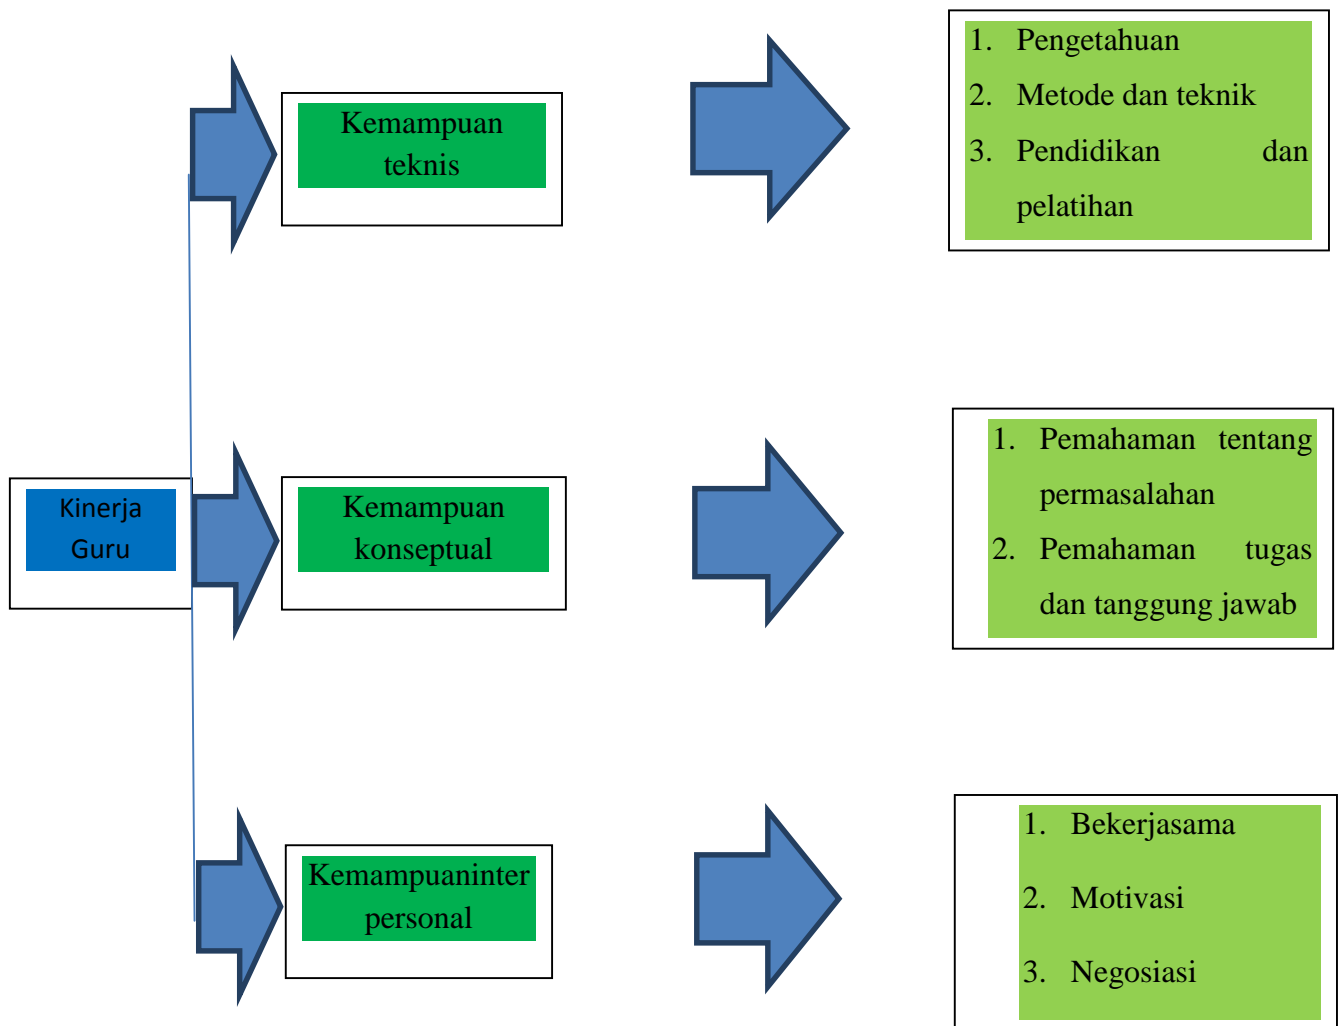 Kinerja
Guru
Kemampuan
teknis
1. Pengetahuan
2. Metode dan teknik
3. Pendidikan dan
pelatihan
Kemampuan
konseptual
1. Pemahaman tentang
permasalahan
2. Pemahaman tugas
dan tanggung jawab
Kemampuaninter
personal
1. Bekerjasama
2. Motivasi
3. Negosiasi